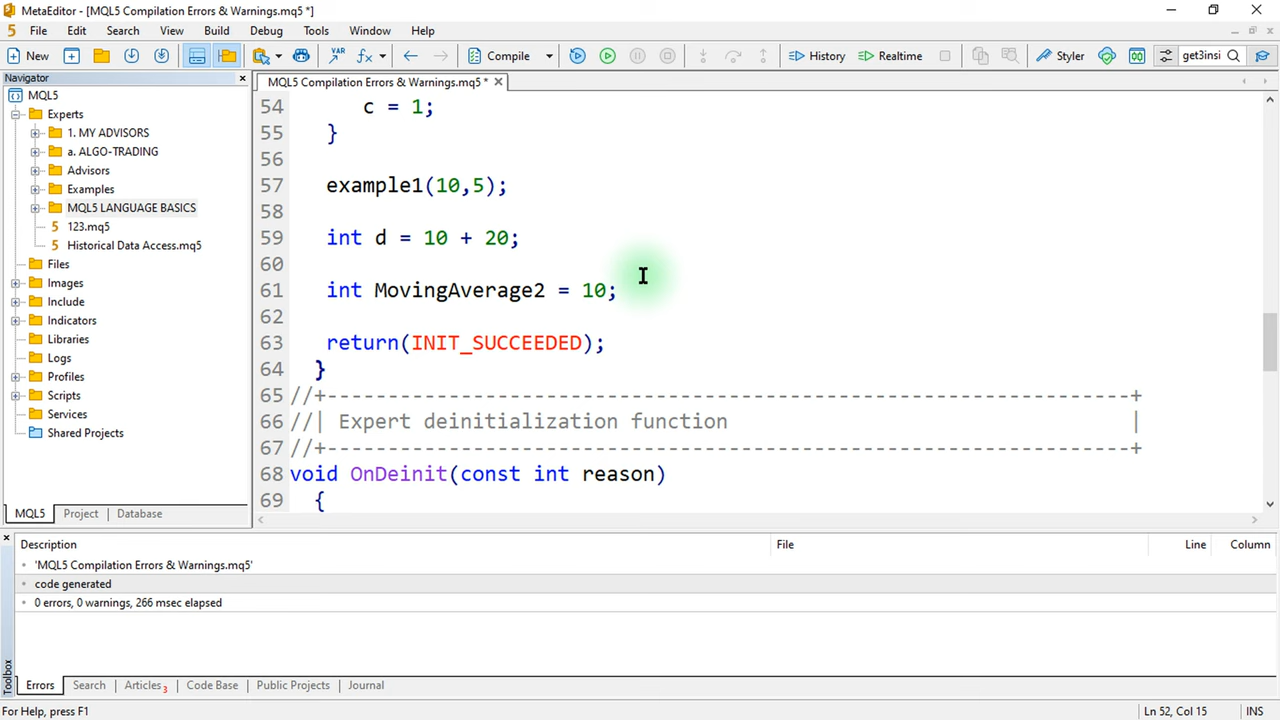 MetaEditor - [MQL5 Compilation Errors & Warnings.mq5 *]
5 File Edit Search View Build Debug Tools Window Help
New VAR fx Compile History Realtime Styler get3insi
Navigator
MQL5 Compilation Errors & Warnings.mq5 *
MQL5
Experts
1. MY ADVISORS
a. ALGO-TRADING
Advisors
Examples
MQL5 LANGUAGE BASICS
5 123.mq5
5 Historical Data Access.mq5
Files
Images
Include
Indicators
Libraries
Logs
Profiles
Scripts
Services
Shared Projects
MQL5 Project Database
54 c = 1;
55 }
56
57 example1(10,5);
58
59 int d = 10 + 20;
60
61 int MovingAverage2 = 10;
62
63 return(INIT_SUCCEEDED);
64 }
65 //+------------------------------------------------------------------+
66 //| Expert deinitialization function |
67 //+------------------------------------------------------------------+
68 void OnDeinit(const int reason)
69 {
Description File Line Column
'MQL5 Compilation Errors & Warnings.mq5'
code generated
0 errors, 0 warnings, 266 msec elapsed
Toolbox
Errors Search Articles 3 Code Base Public Projects Journal
For Help, press F1 Ln 52, Col 15 INS